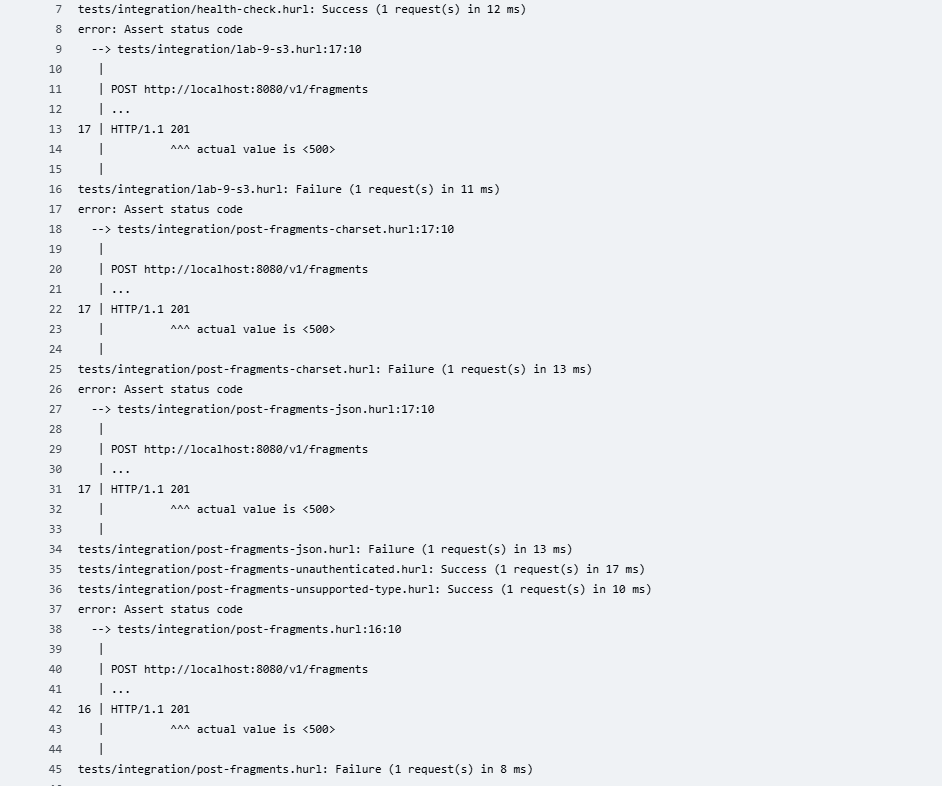 7 tests/integration/health-check.hurl: Success (1 request(s) in 12 ms)
8 error: Assert status code
9   --> tests/integration/lab-9-s3.hurl:17:10
10    |
11    | POST http://localhost:8080/v1/fragments
12    | ...
13 17 | HTTP/1.1 201
14    |          ^^^ actual value is <500>
15    |
16 tests/integration/lab-9-s3.hurl: Failure (1 request(s) in 11 ms)
17 error: Assert status code
18   --> tests/integration/post-fragments-charset.hurl:17:10
19    |
20    | POST http://localhost:8080/v1/fragments
21    | ...
22 17 | HTTP/1.1 201
23    |          ^^^ actual value is <500>
24    |
25 tests/integration/post-fragments-charset.hurl: Failure (1 request(s) in 13 ms)
26 error: Assert status code
27   --> tests/integration/post-fragments-json.hurl:17:10
28    |
29    | POST http://localhost:8080/v1/fragments
30    | ...
31 17 | HTTP/1.1 201
32    |          ^^^ actual value is <500>
33    |
34 tests/integration/post-fragments-json.hurl: Failure (1 request(s) in 13 ms)
35 tests/integration/post-fragments-unauthenticated.hurl: Success (1 request(s) in 17 ms)
36 tests/integration/post-fragments-unsupported-type.hurl: Success (1 request(s) in 10 ms)
37 error: Assert status code
38   --> tests/integration/post-fragments.hurl:16:10
39    |
40    | POST http://localhost:8080/v1/fragments
41    | ...
42 16 | HTTP/1.1 201
43    |          ^^^ actual value is <500>
44    |
45 tests/integration/post-fragments.hurl: Failure (1 request(s) in 8 ms)